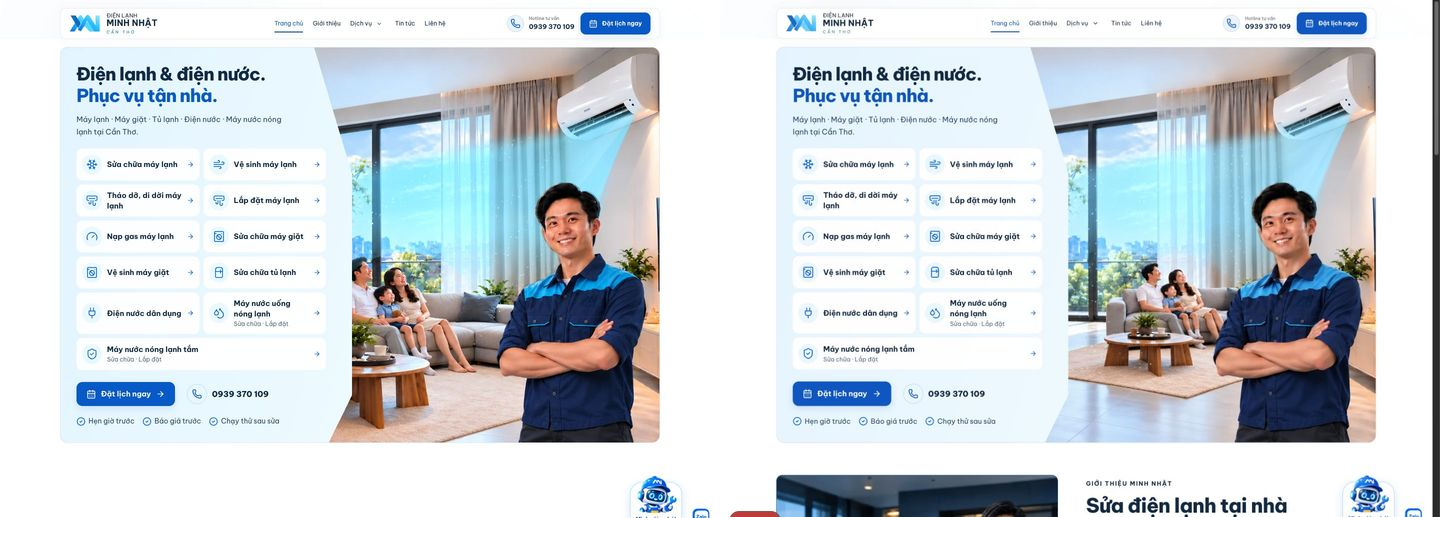 ĐIỆN LẠNH
MINH NHẬT
CẦN THƠ
Trang chủ
Giới thiệu
Dịch vụ
Tin tức
Liên hệ
Hotline tư vấn
0939 370 109
Đặt lịch ngay
Điện lạnh & điện nước.
Phục vụ tận nhà.
Máy lạnh · Máy giặt · Tủ lạnh · Điện nước · Máy nước nóng
lạnh tại Cần Thơ.
Sửa chữa máy lạnh
Vệ sinh máy lạnh
Tháo dỡ, di dời máy
lạnh
Lắp đặt máy lạnh
Nạp gas máy lạnh
Sửa chữa máy giặt
Vệ sinh máy giặt
Sửa chữa tủ lạnh
Điện nước dân dụng
Máy nước uống
nóng lạnh
Sửa chữa · Lắp đặt
Máy nước nóng lạnh tắm
Sửa chữa · Lắp đặt
Đặt lịch ngay
0939 370 109
Hẹn giờ trước
Báo giá trước
Chạy thử sau sửa
Zalo
ĐIỆN LẠNH
MINH NHẬT
CẦN THƠ
Trang chủ
Giới thiệu
Dịch vụ
Tin tức
Liên hệ
Hotline tư vấn
0939 370 109
Đặt lịch ngay
Điện lạnh & điện nước.
Phục vụ tận nhà.
Máy lạnh · Máy giặt · Tủ lạnh · Điện nước · Máy nước nóng
lạnh tại Cần Thơ.
Sửa chữa máy lạnh
Vệ sinh máy lạnh
Tháo dỡ, di dời máy
lạnh
Lắp đặt máy lạnh
Nạp gas máy lạnh
Sửa chữa máy giặt
Vệ sinh máy giặt
Sửa chữa tủ lạnh
Điện nước dân dụng
Máy nước uống
nóng lạnh
Sửa chữa · Lắp đặt
Máy nước nóng lạnh tắm
Sửa chữa · Lắp đặt
Đặt lịch ngay
0939 370 109
Hẹn giờ trước
Báo giá trước
Chạy thử sau sửa
GIỚI THIỆU MINH NHẬT
Sửa điện lạnh tại nhà
Zalo